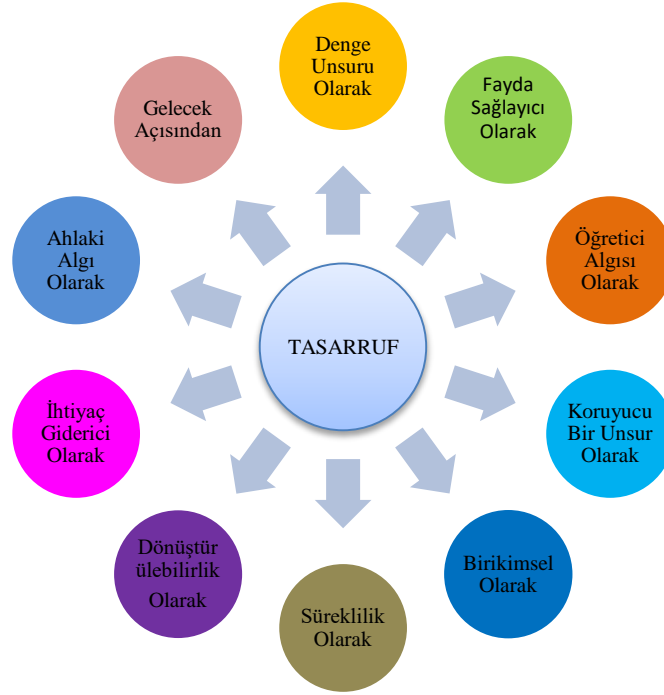 Denge
Unsuru
Olarak
Fayda
Sağlayıcı
Olarak
Öğretici
Algısı
Olarak
Koruyucu
Bir Unsur
Olarak
Birikimsel
Olarak
Süreklilik
Olarak
Dönüştür
ülebilirlik
Olarak
İhtiyaç
Giderici
Olarak
Ahlaki
Algı
Olarak
Gelecek
Açısından
TASARRUF